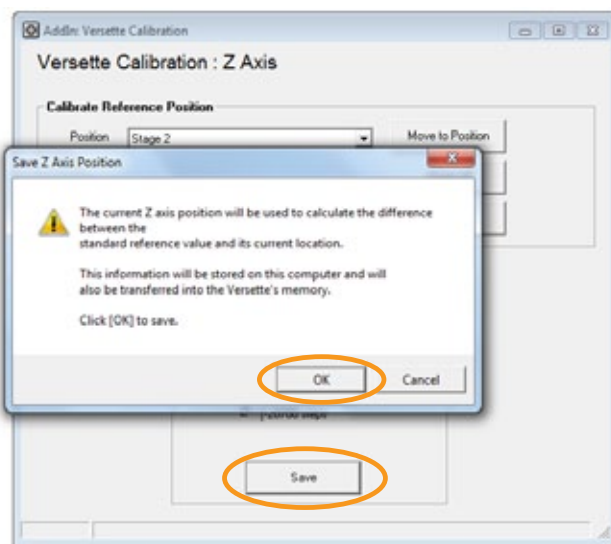 AddIn: Versette Calibration
Versette Calibration : Z Axis
Calibrate Reference Position
Position Stage 2 Move to Position
Save Z Axis Position
The current Z axis position will be used to calculate the difference
between the
standard reference value and its current location.
This information will be stored on this computer and will
also be transferred into the Versette's memory.
Click [OK] to save.
OK Cancel
Save